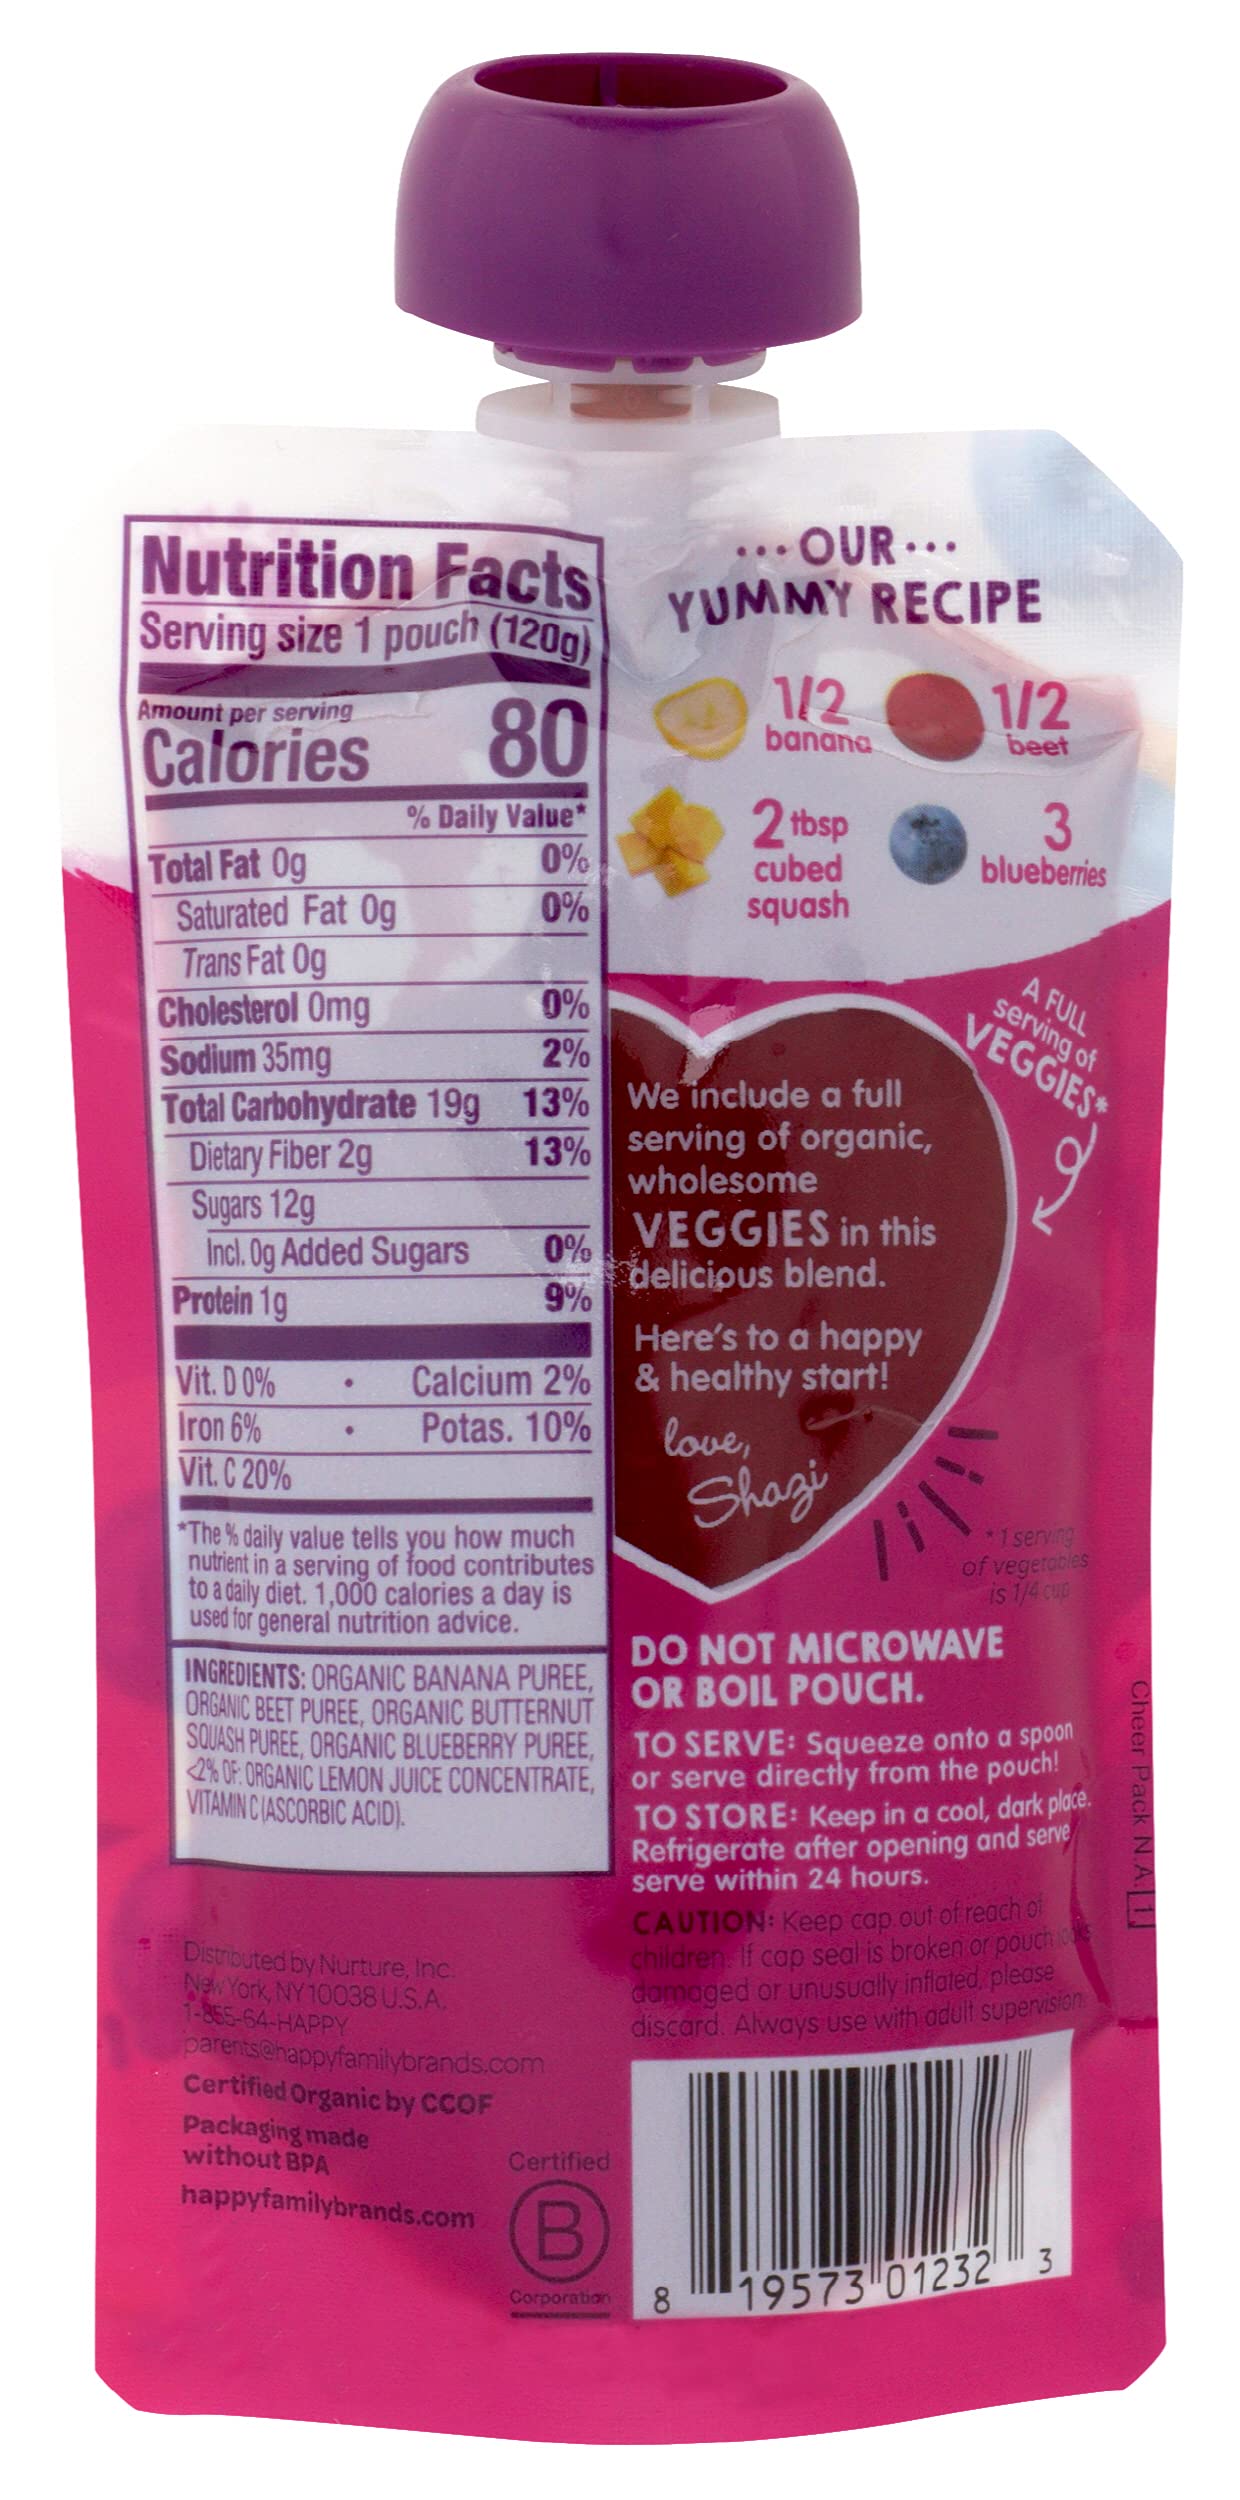 Nutrition Facts
Serving size 1 pouch (120g)
Amount per serving
Calories 80
% Daily Value*
Total Fat 0g 0%
Saturated Fat 0g 0%
Trans Fat 0g
Cholesterol 0mg 0%
Sodium 35mg 2%
Total Carbohydrate 19g 13%
Dietary Fiber 2g 13%
Sugars 12g
Incl. 0g Added Sugars 0%
Protein 1g 9%
Vit. D 0% • Calcium 2%
Iron 6% • Potas. 10%
Vit. C 20%
*The % daily value tells you how much
nutrient in a serving of food contributes
to a daily diet. 1,000 calories a day is
used for general nutrition advice.
INGREDIENTS: ORGANIC BANANA PUREE,
ORGANIC BEET PUREE, ORGANIC BUTTERNUT
SQUASH PUREE, ORGANIC BLUEBERRY PUREE,
<2% OF: ORGANIC LEMON JUICE CONCENTRATE,
VITAMIN C (ASCORBIC ACID).
Distributed by Nurture, Inc.
New York, NY 10038 U.S.A.
1-855-64-HAPPY
parents@happyfamilybrands.com
Certified Organic by CCOF
Packaging made
without BPA
happyfamilybrands.com
Certified
B
Corporation
... OUR ...
YUMMY RECIPE
1/2
banana
1/2
beet
2 tbsp
cubed
squash
3
blueberries
A FULL
serving of
VEGGIES*
We include a full
serving of organic,
wholesome
VEGGIES in this
delicious blend.
Here's to a happy
& healthy start!
love,
Shazi
*1 serving
of vegetables
is 1/4 cup
DO NOT MICROWAVE
OR BOIL POUCH.
TO SERVE: Squeeze onto a spoon
or serve directly from the pouch!
TO STORE: Keep in a cool, dark place.
Refrigerate after opening and serve
serve within 24 hours.
CAUTION: Keep cap out of reach of
children. If cap seal is broken or pouch looks
damaged or unusually inflated, please
discard. Always use with adult supervision.
Cheer Pack N.A. 1
8 19573 01232 3